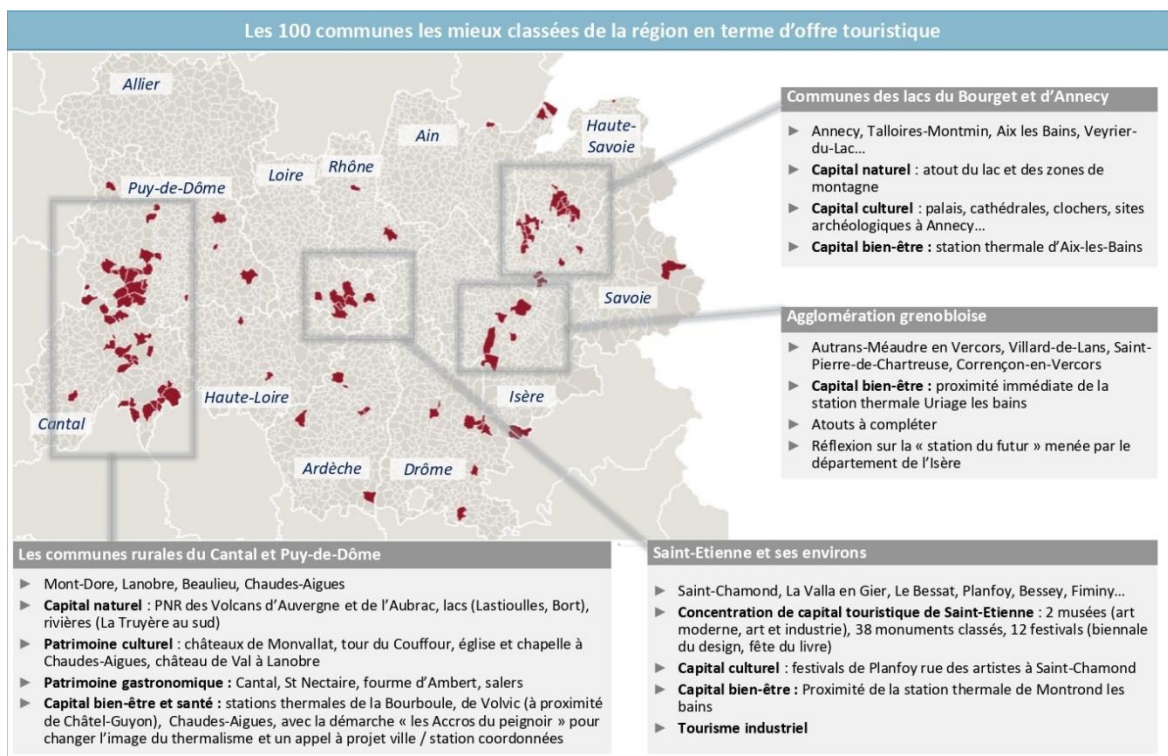 Les 100 communes les mieux classées de la région en terme d'offre touristique
Allier
Ain
Haute-
Savoie
Rhône
Loire
Puy-de-Dôme
Savoie
Isère
Haute-Loire
Cantal
Ardèche
Drôme
Communes des lacs du Bourget et d'Annecy
► Annecy, Talloires-Montmin, Aix les Bains, Veyrier-
du-Lac…
► Capital naturel : atout du lac et des zones de
montagne
► Capital culturel : palais, cathédrales, clochers, sites
archéologiques à Annecy…
► Capital bien-être : station thermale d'Aix-les-Bains
Agglomération grenobloise
► Autrans-Méaudre en Vercors, Villard-de-Lans, Saint-
Pierre-de-Chartreuse, Corrençon-en-Vercors
► Capital bien-être : proximité immédiate de la
station thermale Uriage les bains
► Atouts à compléter
► Réflexion sur la « station du futur » menée par le
département de l'Isère
Les communes rurales du Cantal et Puy-de-Dôme
► Mont-Dore, Lanobre, Beaulieu, Chaudes-Aigues
► Capital naturel : PNR des Volcans d'Auvergne et de l'Aubrac, lacs (Lastioulles, Bort),
rivières (La Truyère au sud)
► Patrimoine culturel : châteaux de Monvallat, tour du Couffour, église et chapelle à
Chaudes-Aigues, château de Val à Lanobre
► Patrimoine gastronomique : Cantal, St Nectaire, fourme d'Ambert, salers
► Capital bien-être et santé : stations thermales de la Bourboule, de Volvic (à proximité
de Châtel-Guyon), Chaudes-Aigues, avec la démarche « les Accros du peignoir » pour
changer l'image du thermalisme et un appel à projet ville / station coordonnées
Saint-Etienne et ses environs
► Saint-Chamond, La Valla en Gier, Le Bessat, Planfoy, Bessey, Fiminy…
► Concentration de capital touristique de Saint-Etienne : 2 musées (art
moderne, art et industrie), 38 monuments classés, 12 festivals (biennale
du design, fête du livre)
► Capital culturel : festivals de Planfoy rue des artistes à Saint-Chamond
► Capital bien-être : Proximité de la station thermale de Montrond les
bains
► Tourisme industriel